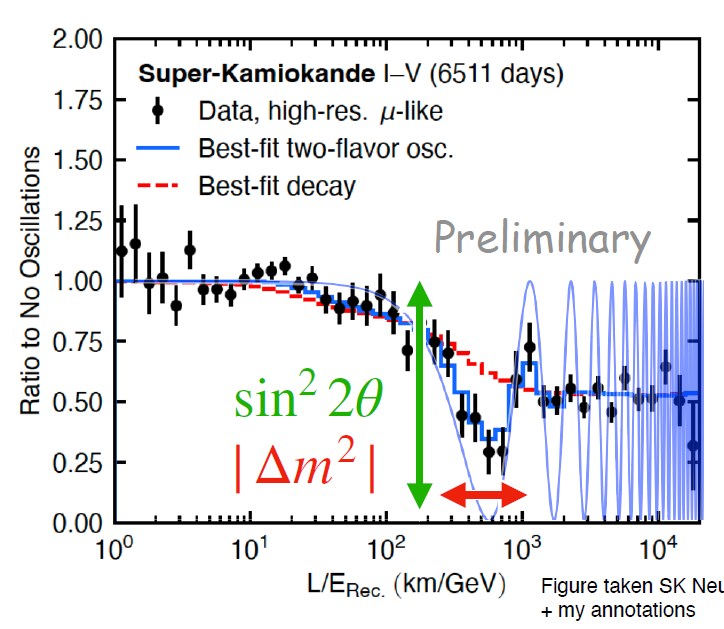 2.00
1.75
1.50
1.25
1.00
0.75
0.50
0.25
0.00
Ratio to No Oscillations
Super-Kamiokande I–V (6511 days)
Data, high-res. μ-like
Best-fit two-flavor osc.
Best-fit decay
Preliminary
sin² 2θ
| Δm² |
10⁰ 10¹ 10² 10³ 10⁴
L/E_Rec. (km/GeV)
Figure taken SK Neu
+ my annotations